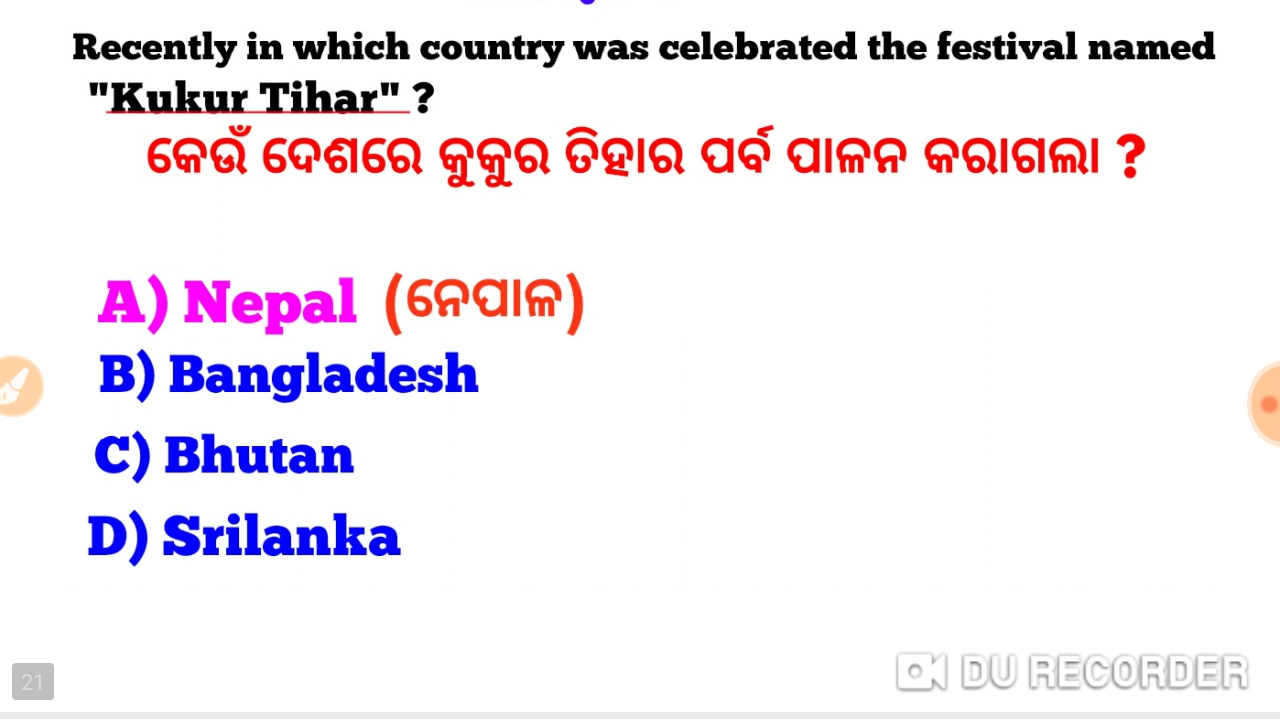 Recently in which country was celebrated the festival named
"Kukur Tihar" ?
କେଉଁ ଦେଶରେ କୁକୁର ତିହାର ପର୍ବ ପାଳନ କରାଗଲା ?
A) Nepal (ନେପାଳ)
B) Bangladesh
C) Bhutan
D) Srilanka
21
DU RECORDER